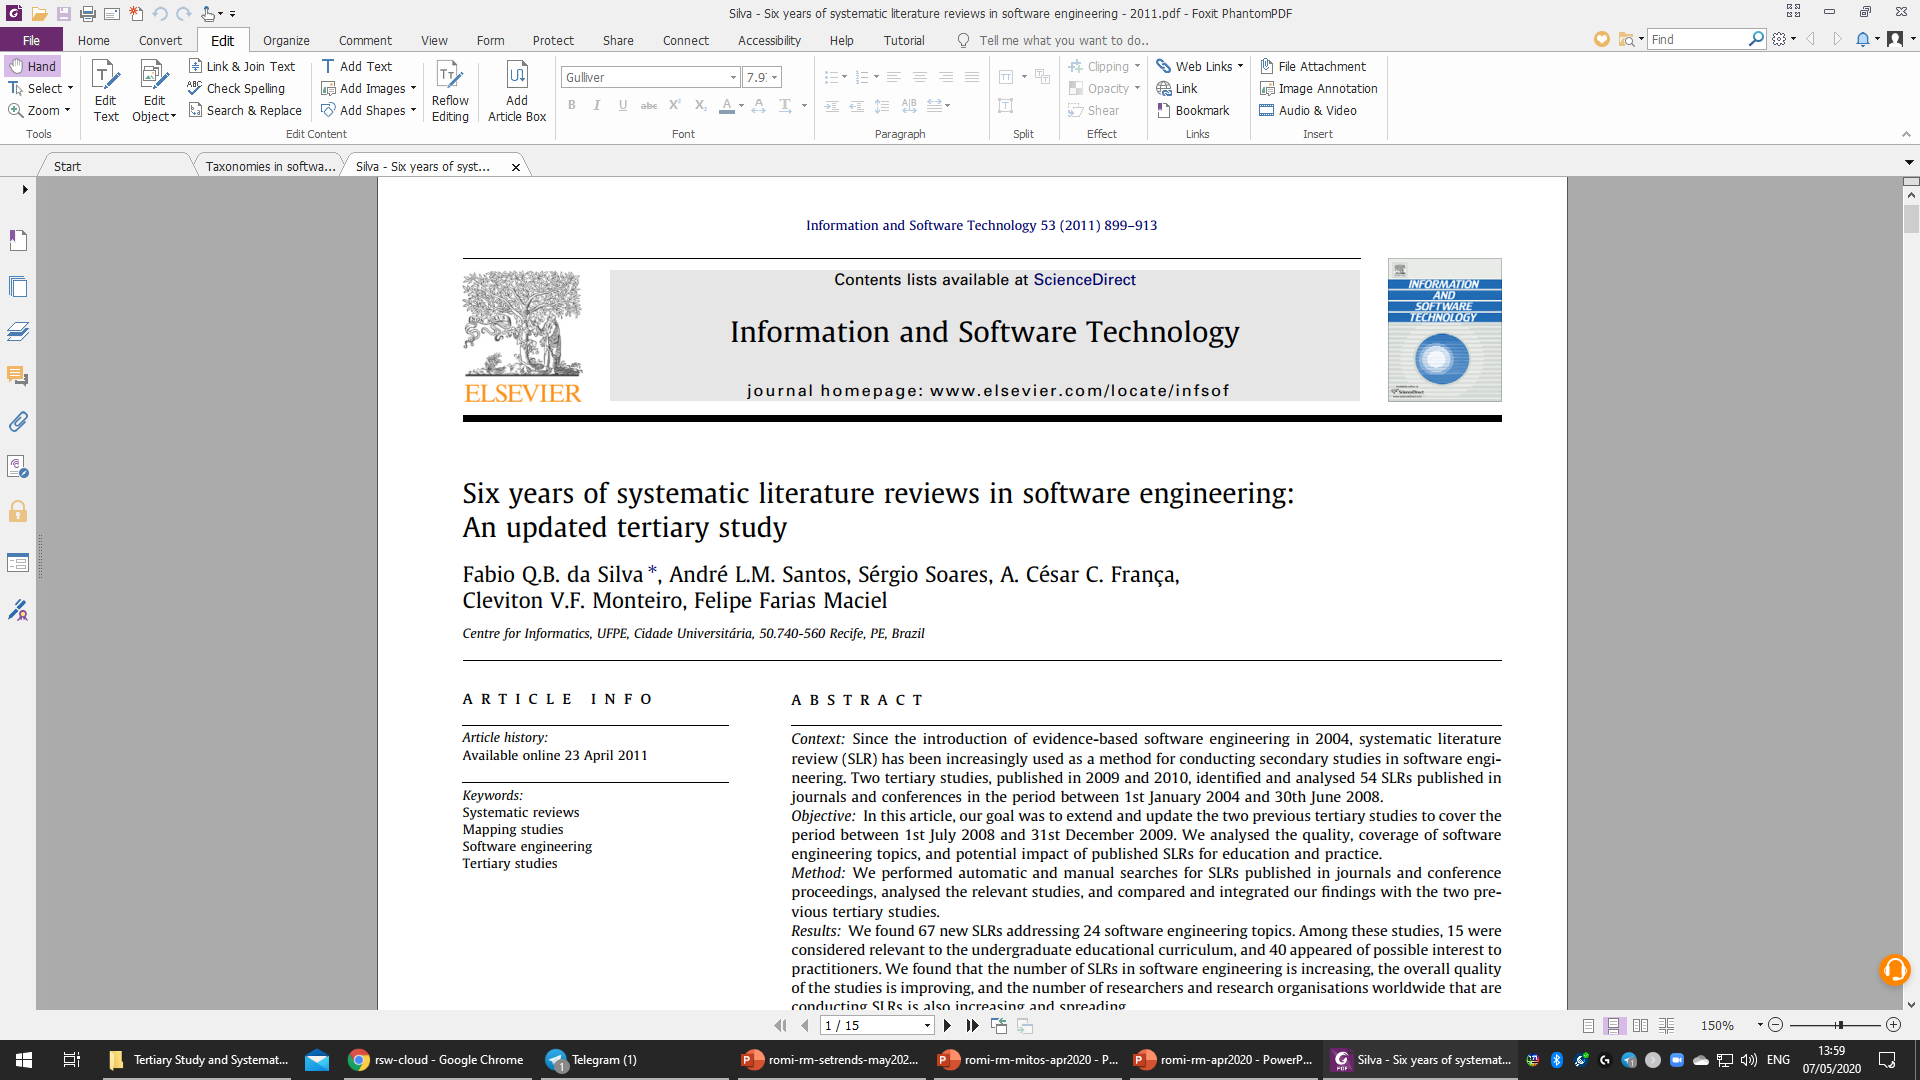 Silva - Six years of systematic literature reviews in software engineering - 2011.pdf - Foxit PhantomPDF
File Home Convert Edit Organize Comment View Form Protect Share Connect Accessibility Help Tutorial Tell me what you want to do.. Find
Hand
Select
Zoom
Tools
Edit Text
Edit Object
Link & Join Text
Check Spelling
Search & Replace
Add Text
Add Images
Add Shapes
Edit Content
Reflow Editing
Add Article Box
Gulliver
Font
Paragraph
Split
Clipping
Opacity
Shear
Effect
Web Links
Link
Bookmark
Links
File Attachment
Image Annotation
Audio & Video
Insert
Start
Taxonomies in softwa...
Silva - Six years of syst...
Information and Software Technology 53 (2011) 899–913
Contents lists available at ScienceDirect
Information and Software Technology
journal homepage: www.elsevier.com/locate/infsof
ELSEVIER
INFORMATION
AND
SOFTWARE
TECHNOLOGY
Six years of systematic literature reviews in software engineering:
An updated tertiary study
Fabio Q.B. da Silva *, André L.M. Santos, Sérgio Soares, A. César C. França,
Cleviton V.F. Monteiro, Felipe Farias Maciel
Centre for Informatics, UFPE, Cidade Universitária, 50.740-560 Recife, PE, Brazil
ARTICLE INFO
Article history:
Available online 23 April 2011
Keywords:
Systematic reviews
Mapping studies
Software engineering
Tertiary studies
ABSTRACT
Context: Since the introduction of evidence-based software engineering in 2004, systematic literature
review (SLR) has been increasingly used as a method for conducting secondary studies in software engi-
neering. Two tertiary studies, published in 2009 and 2010, identified and analysed 54 SLRs published in
journals and conferences in the period between 1st January 2004 and 30th June 2008.
Objective: In this article, our goal was to extend and update the two previous tertiary studies to cover the
period between 1st July 2008 and 31st December 2009. We analysed the quality, coverage of software
engineering topics, and potential impact of published SLRs for education and practice.
Method: We performed automatic and manual searches for SLRs published in journals and conference
proceedings, analysed the relevant studies, and compared and integrated our findings with the two pre-
vious tertiary studies.
Results: We found 67 new SLRs addressing 24 software engineering topics. Among these studies, 15 were
considered relevant to the undergraduate educational curriculum, and 40 appeared of possible interest to
practitioners. We found that the number of SLRs in software engineering is increasing, the overall quality
of the studies is improving, and the number of researchers and research organisations worldwide that are
conducting SLRs is also increasing and spreading.
1 / 15
150%
Tertiary Study and Systemat...
rsw-cloud - Google Chrome
Telegram (1)
romi-rm-setrends-may202...
romi-rm-mitos-apr2020 - P...
romi-rm-apr2020 - PowerP...
Silva - Six years of systemat...
ENG
13:59
07/05/2020